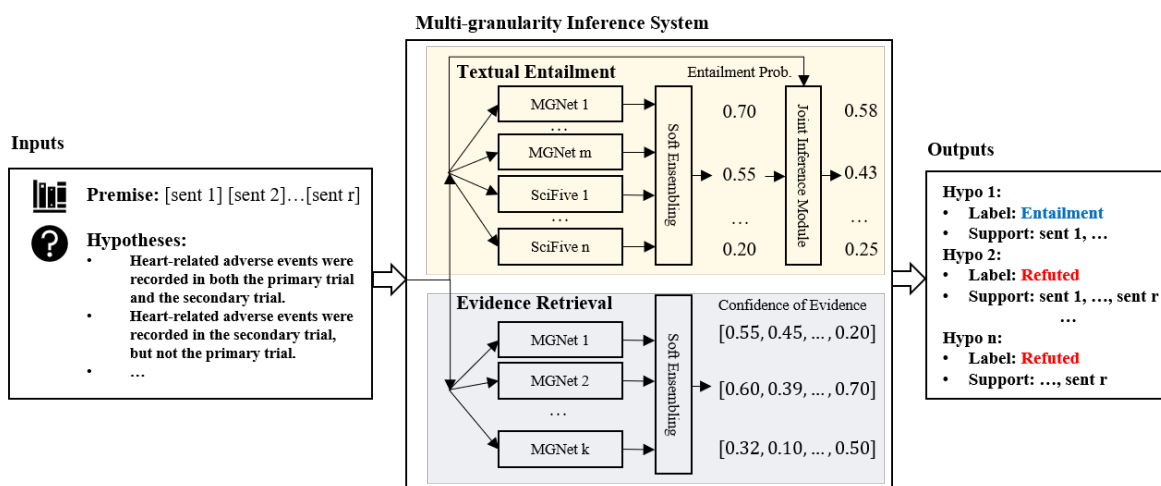 Multi-granularity Inference System
Inputs
Premise: [sent 1] [sent 2]…[sent r]
Hypotheses:
• Heart-related adverse events were
recorded in both the primary trial
and the secondary trial.
• Heart-related adverse events were
recorded in the secondary trial,
but not the primary trial.
• …
Textual Entailment
Entailment Prob.
MGNet 1
…
MGNet m
SciFive 1
…
SciFive n
Soft Ensembling
0.70
0.55
…
0.20
Joint Inference Module
0.58
0.43
…
0.25
Evidence Retrieval
Confidence of Evidence
MGNet 1
MGNet 2
…
MGNet k
Soft Ensembling
[0.55, 0.45, … , 0.20]
[0.60, 0.39, … , 0.70]
[0.32, 0.10, … , 0.50]
Outputs
Hypo 1:
• Label: Entailment
• Support: sent 1, …
Hypo 2:
• Label: Refuted
• Support: sent 1, …, sent r
…
Hypo n:
• Label: Refuted
• Support: …, sent r